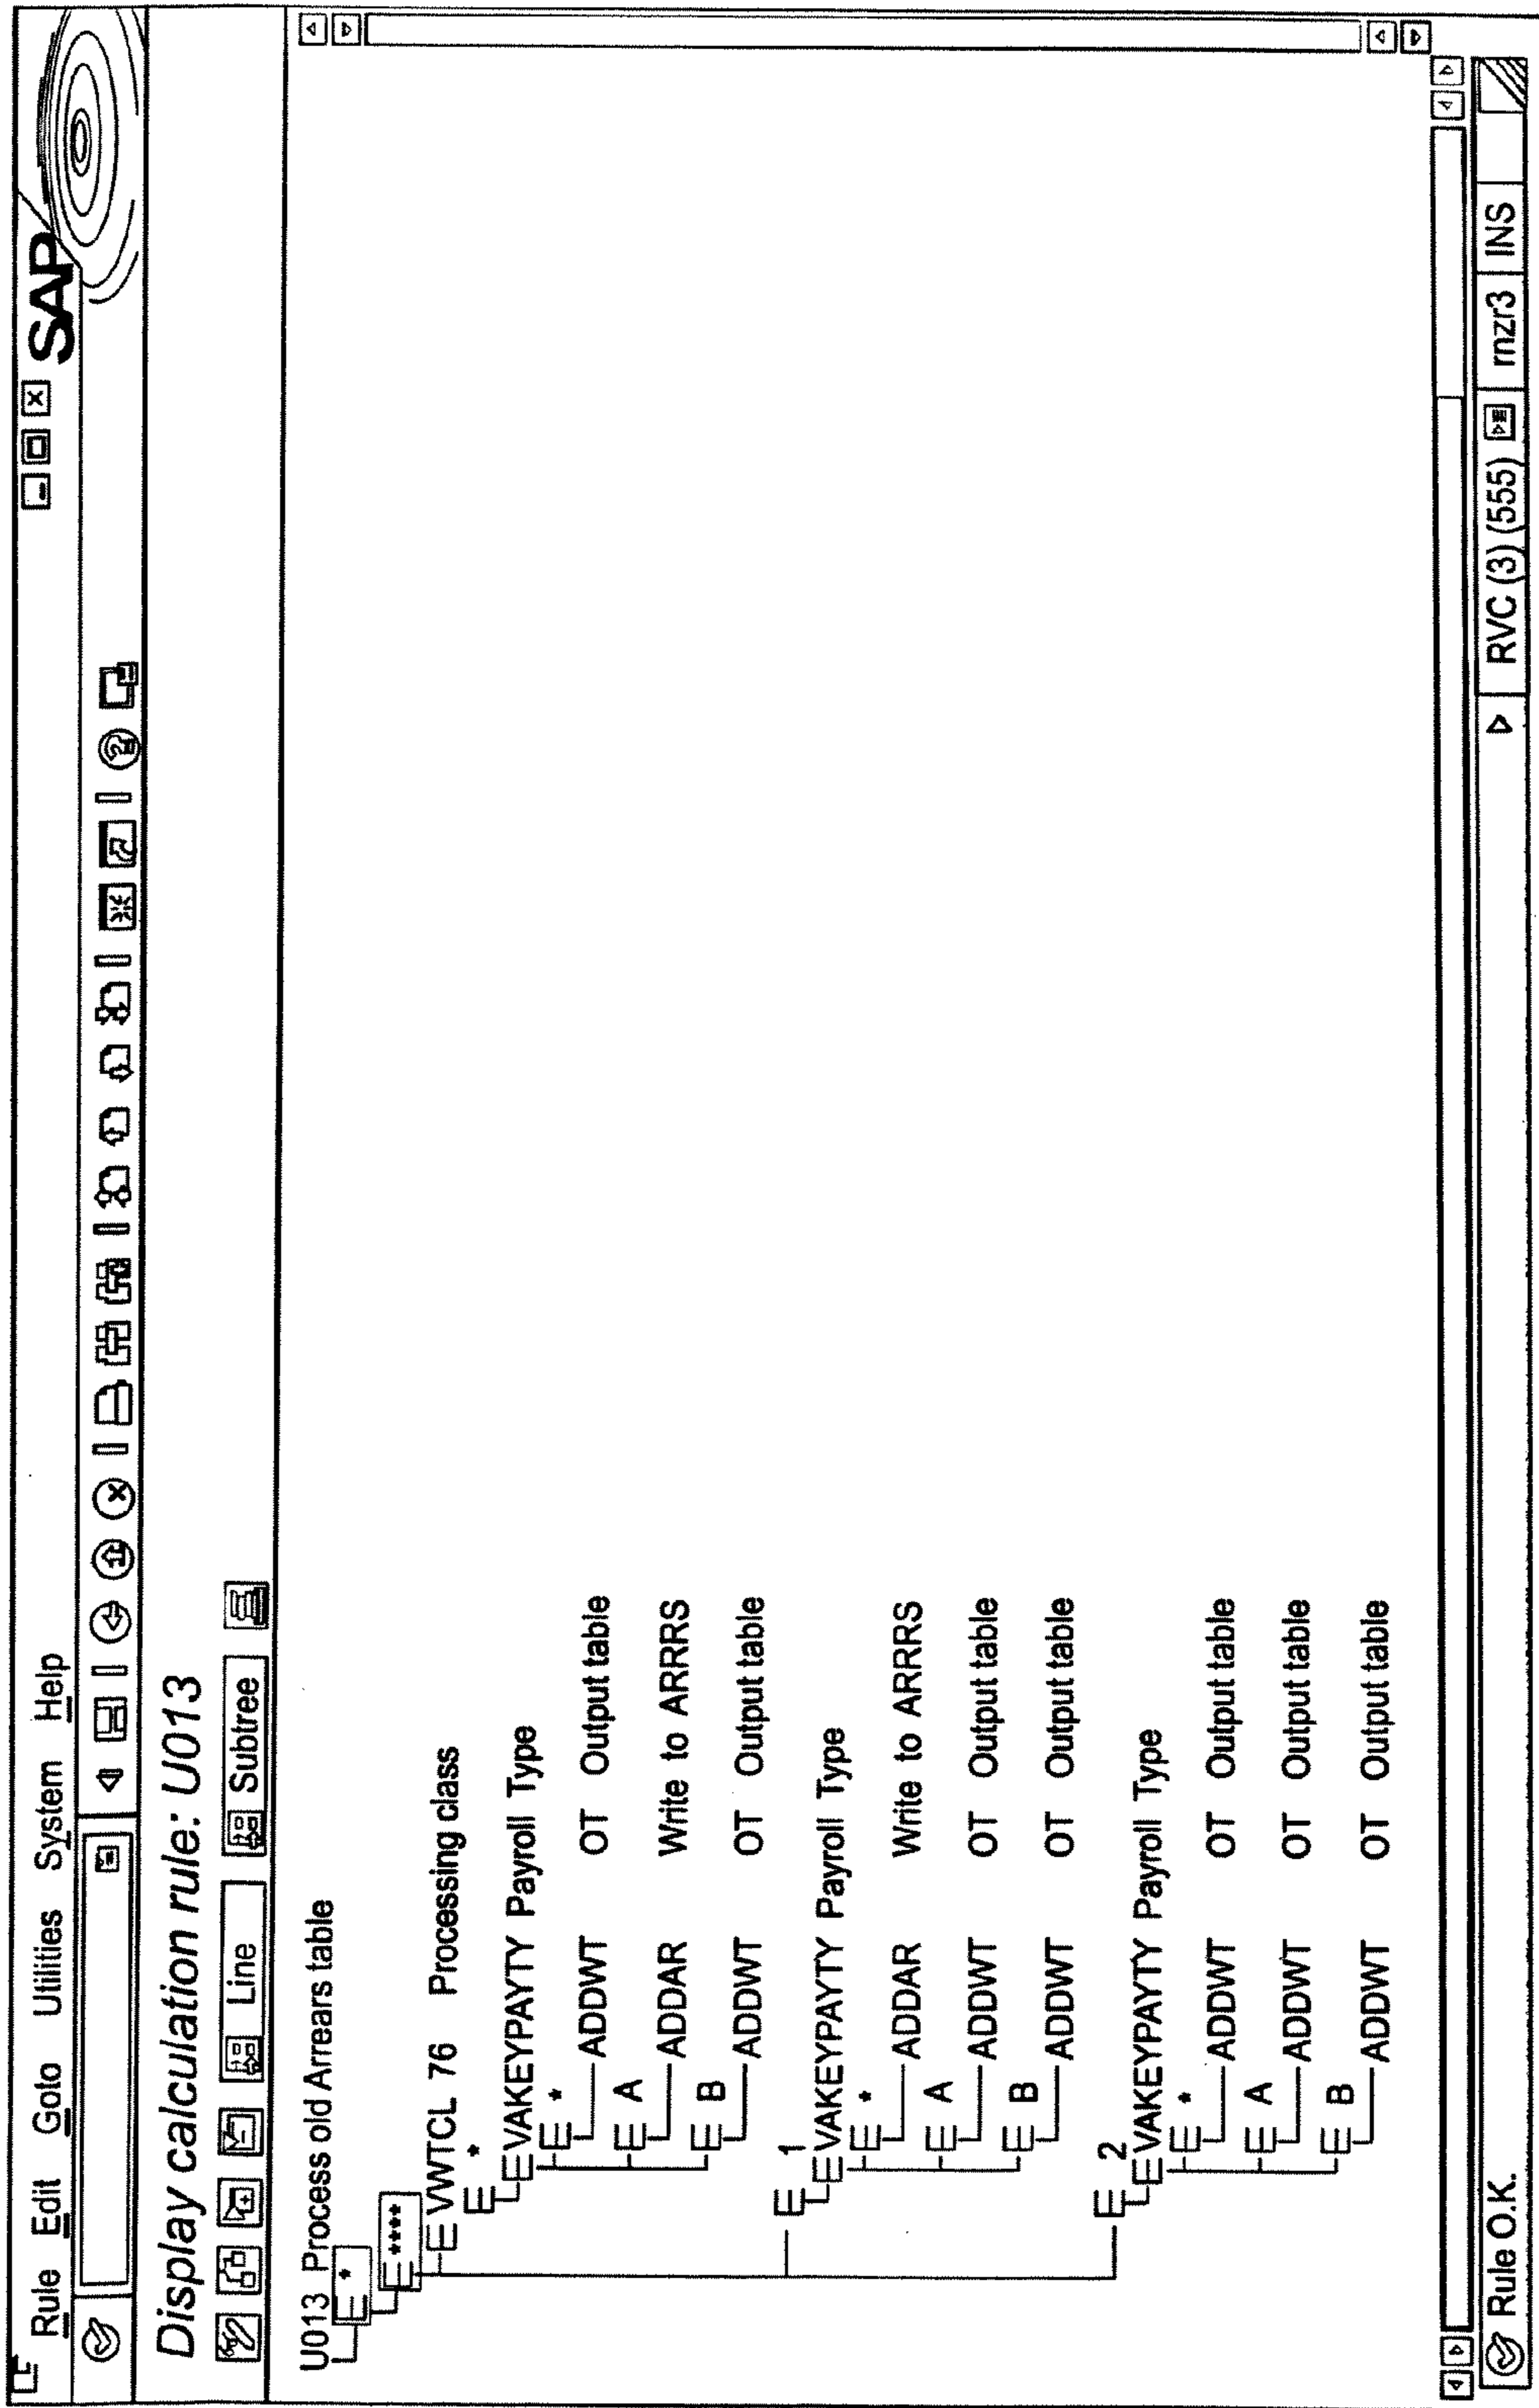 SAP
Rule Edit Goto Utilities System Help
Display calculation rule: U013
Line Subtree
U013 Process old Arrears table
*
****
VWTCL 76 Processing class
*
VAKEYPAYTY Payroll Type
*
ADDWT OT Output table
A
ADDAR Write to ARRRS
B
ADDWT OT Output table
1
VAKEYPAYTY Payroll Type
*
ADDAR Write to ARRRS
A
ADDWT OT Output table
B
ADDWT OT Output table
2
VAKEYPAYTY Payroll Type
*
ADDWT OT Output table
A
ADDWT OT Output table
B
ADDWT OT Output table
Rule O.K. RVC (3) (555) rnzr3 INS